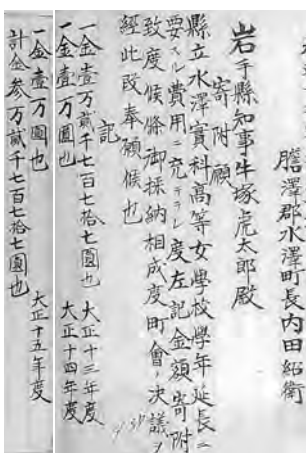 膽澤郡水澤町長内田紹衛
岩手縣知事牛塚虎太郎殿
寄附願
縣立水澤實科高等女學校學年延長ニ
要スル費用ニ充テラレ度左記金額寄附
致度候條御採納相成度町會ノ決議ヲ
經此段奉願候也
記
一金壹万貳千七百七拾七圓也 大正十三年度
一金壹万圓也 大正十四年度
一金壹万圓也 大正十五年度
計金参万貳千七百七拾七圓也